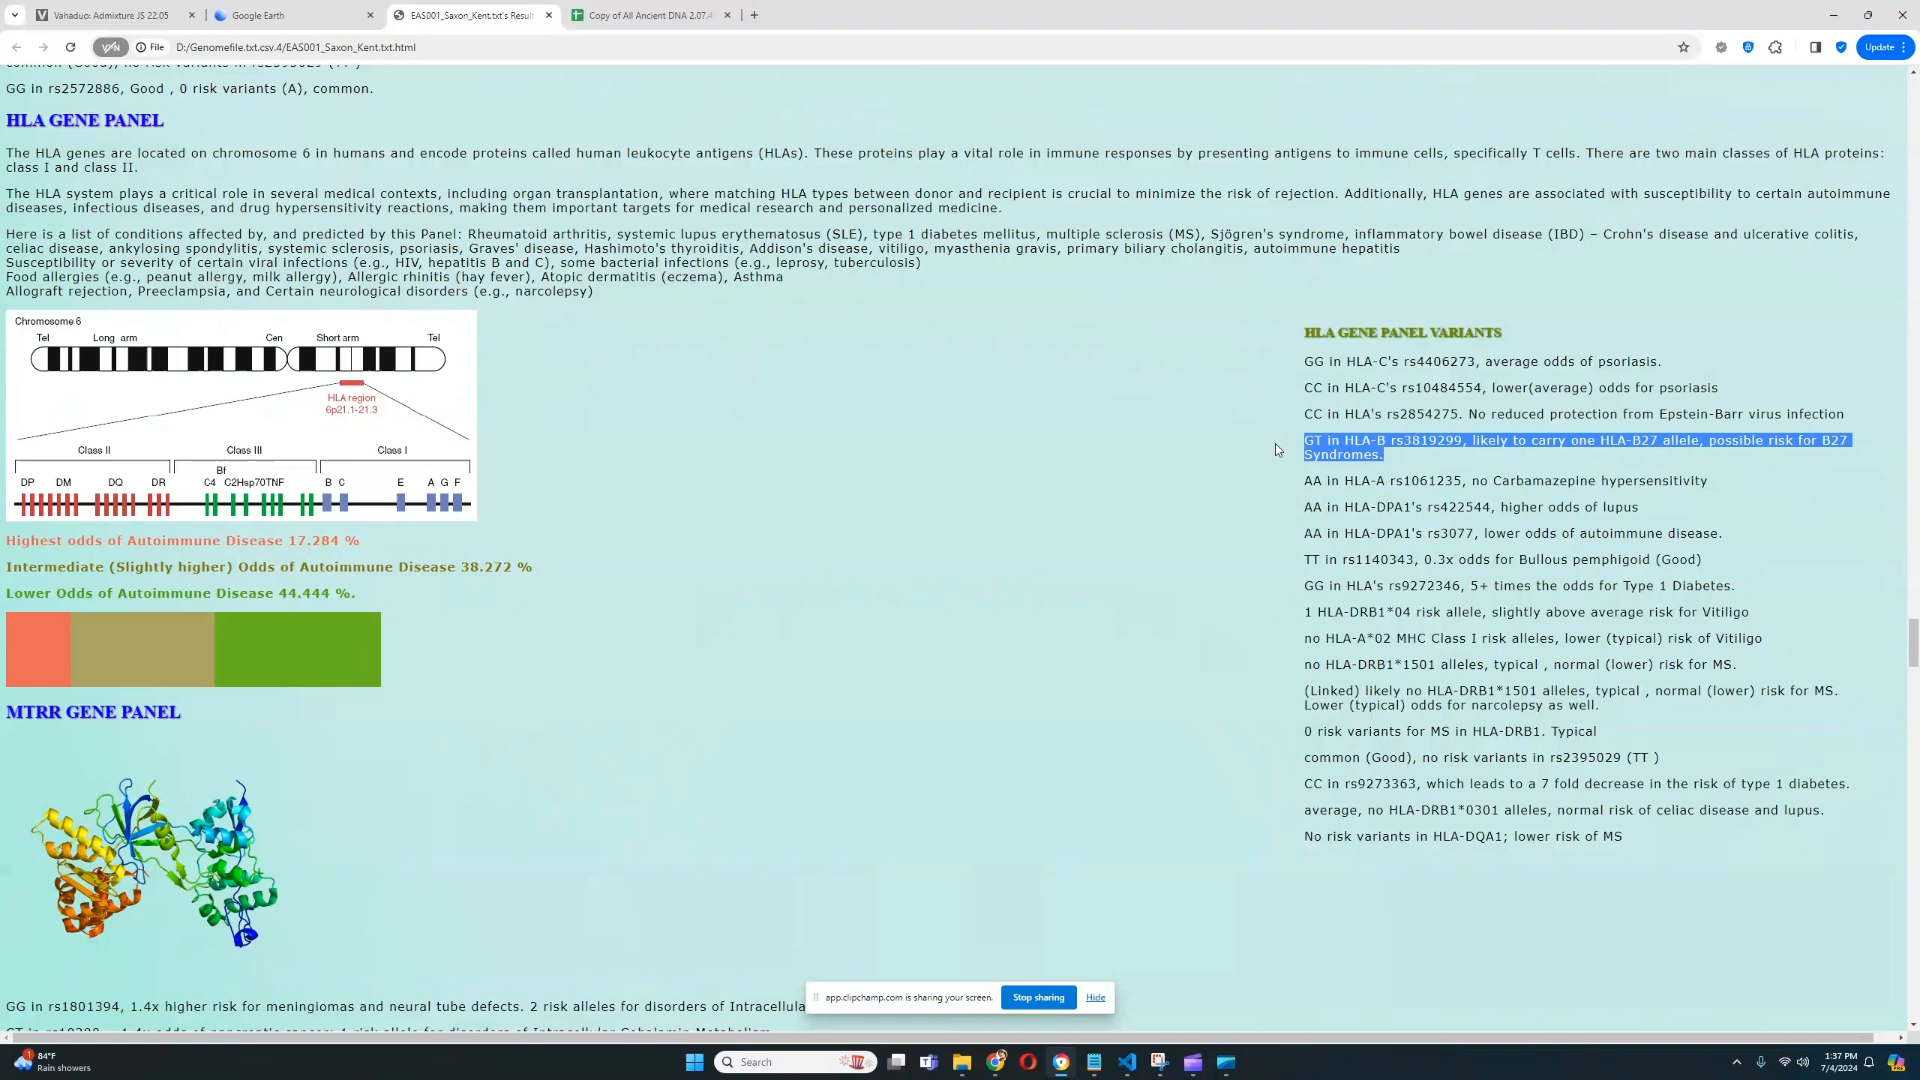 Vahaduo: Admixture JS 22.05
Google Earth
EAS001_Saxon_Kent.txt's Result
Copy of All Ancient DNA 2.07.
File
D:/Genomefile.txt.csv.4/EAS001_Saxon_Kent.txt.html
Update
GG in rs2572886, Good , 0 risk variants (A), common.
HLA GENE PANEL
The HLA genes are located on chromosome 6 in humans and encode proteins called human leukocyte antigens (HLAs). These proteins play a vital role in immune responses by presenting antigens to immune cells, specifically T cells. There are two main classes of HLA proteins:
class I and class II.
The HLA system plays a critical role in several medical contexts, including organ transplantation, where matching HLA types between donor and recipient is crucial to minimize the risk of rejection. Additionally, HLA genes are associated with susceptibility to certain autoimmune
diseases, infectious diseases, and drug hypersensitivity reactions, making them important targets for medical research and personalized medicine.
Here is a list of conditions affected by, and predicted by this Panel: Rheumatoid arthritis, systemic lupus erythematosus (SLE), type 1 diabetes mellitus, multiple sclerosis (MS), Sjögren's syndrome, inflammatory bowel disease (IBD) – Crohn's disease and ulcerative colitis,
celiac disease, ankylosing spondylitis, systemic sclerosis, psoriasis, Graves' disease, Hashimoto's thyroiditis, Addison's disease, vitiligo, myasthenia gravis, primary biliary cholangitis, autoimmune hepatitis
Susceptibility or severity of certain viral infections (e.g., HIV, hepatitis B and C), some bacterial infections (e.g., leprosy, tuberculosis)
Food allergies (e.g., peanut allergy, milk allergy), Allergic rhinitis (hay fever), Atopic dermatitis (eczema), Asthma
Allograft rejection, Preeclampsia, and Certain neurological disorders (e.g., narcolepsy)
Chromosome 6
Tel Long arm Cen Short arm Tel
HLA region
6p21.1-21.3
Class II Class III Class I
Bf
DP DM DQ DR C4 C2Hsp70TNF B C E A G F
Highest odds of Autoimmune Disease 17.284 %
Intermediate (Slightly higher) Odds of Autoimmune Disease 38.272 %
Lower Odds of Autoimmune Disease 44.444 %.
HLA GENE PANEL VARIANTS
GG in HLA-C's rs4406273, average odds of psoriasis.
CC in HLA-C's rs10484554, lower(average) odds for psoriasis
CC in HLA's rs2854275. No reduced protection from Epstein-Barr virus infection
GT in HLA-B rs3819299, likely to carry one HLA-B27 allele, possible risk for B27
Syndromes.
AA in HLA-A rs1061235, no Carbamazepine hypersensitivity
AA in HLA-DPA1's rs422544, higher odds of lupus
AA in HLA-DPA1's rs3077, lower odds of autoimmune disease.
TT in rs1140343, 0.3x odds for Bullous pemphigoid (Good)
GG in HLA's rs9272346, 5+ times the odds for Type 1 Diabetes.
1 HLA-DRB1*04 risk allele, slightly above average risk for Vitiligo
no HLA-A*02 MHC Class I risk alleles, lower (typical) risk of Vitiligo
no HLA-DRB1*1501 alleles, typical , normal (lower) risk for MS.
(Linked) likely no HLA-DRB1*1501 alleles, typical , normal (lower) risk for MS.
Lower (typical) odds for narcolepsy as well.
0 risk variants for MS in HLA-DRB1. Typical
common (Good), no risk variants in rs2395029 (TT )
CC in rs9273363, which leads to a 7 fold decrease in the risk of type 1 diabetes.
average, no HLA-DRB1*0301 alleles, normal risk of celiac disease and lupus.
No risk variants in HLA-DQA1; lower risk of MS
MTRR GENE PANEL
GG in rs1801394, 1.4x higher risk for meningiomas and neural tube defects. 2 risk alleles for disorders of Intracellula
app.clipchamp.com is sharing your screen. Stop sharing Hide
1
84°F
Rain showers
Search
1:37 PM
7/4/2024